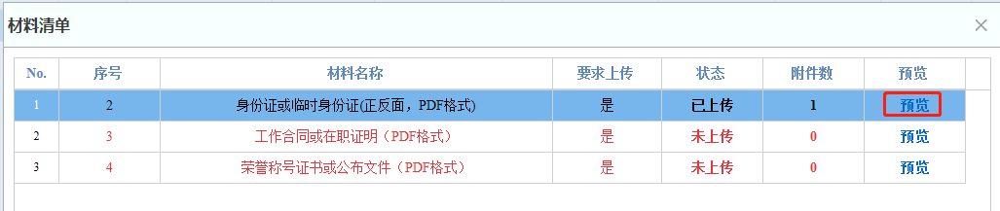 材料清单
No. 序号 材料名称 要求上传 状态 附件数 预览
1 2 身份证或临时身份证(正反面，PDF格式) 是 已上传 1 预览
2 3 工作合同或在职证明（PDF格式） 是 未上传 0 预览
3 4 荣誉称号证书或公布文件（PDF格式） 是 未上传 0 预览